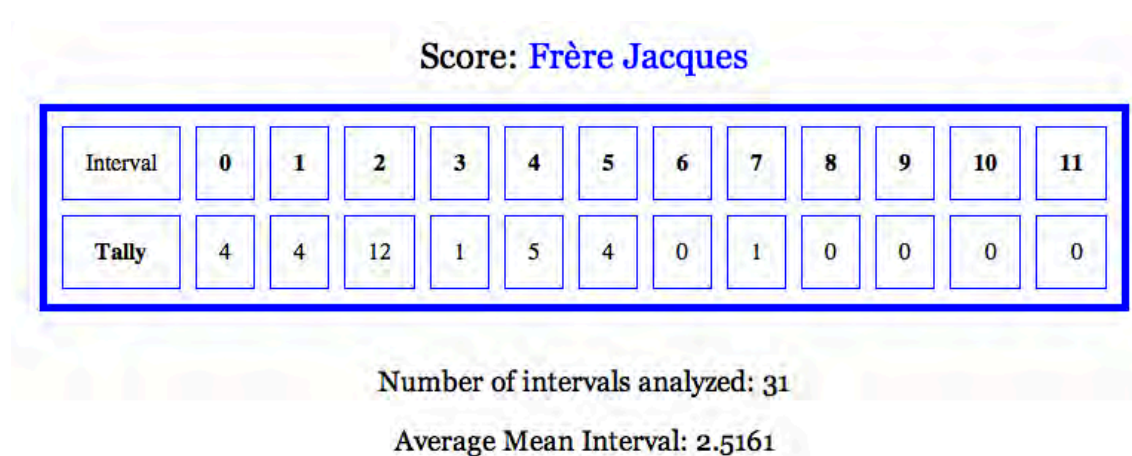 Score: Frère Jacques
Interval 0 1 2 3 4 5 6 7 8 9 10 11
Tally 4 4 12 1 5 4 0 1 0 0 0 0
Number of intervals analyzed: 31
Average Mean Interval: 2.5161